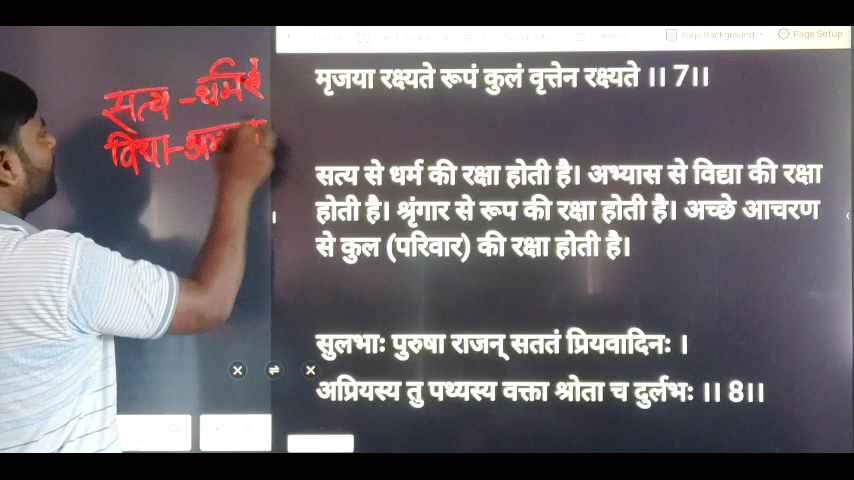 Page Background
Page Setup
सत्य - धर्म
विद्या -
मृजया रक्ष्यते रूपं कुलं वृत्तेन रक्ष्यते ।। 7।।
सत्य से धर्म की रक्षा होती है। अभ्यास से विद्या की रक्षा
होती है। श्रृंगार से रूप की रक्षा होती है। अच्छे आचरण
से कुल (परिवार) की रक्षा होती है।
सुलभाः पुरुषा राजन् सततं प्रियवादिनः ।
अप्रियस्य तु पथ्यस्य वक्ता श्रोता च दुर्लभः ।। 8।।